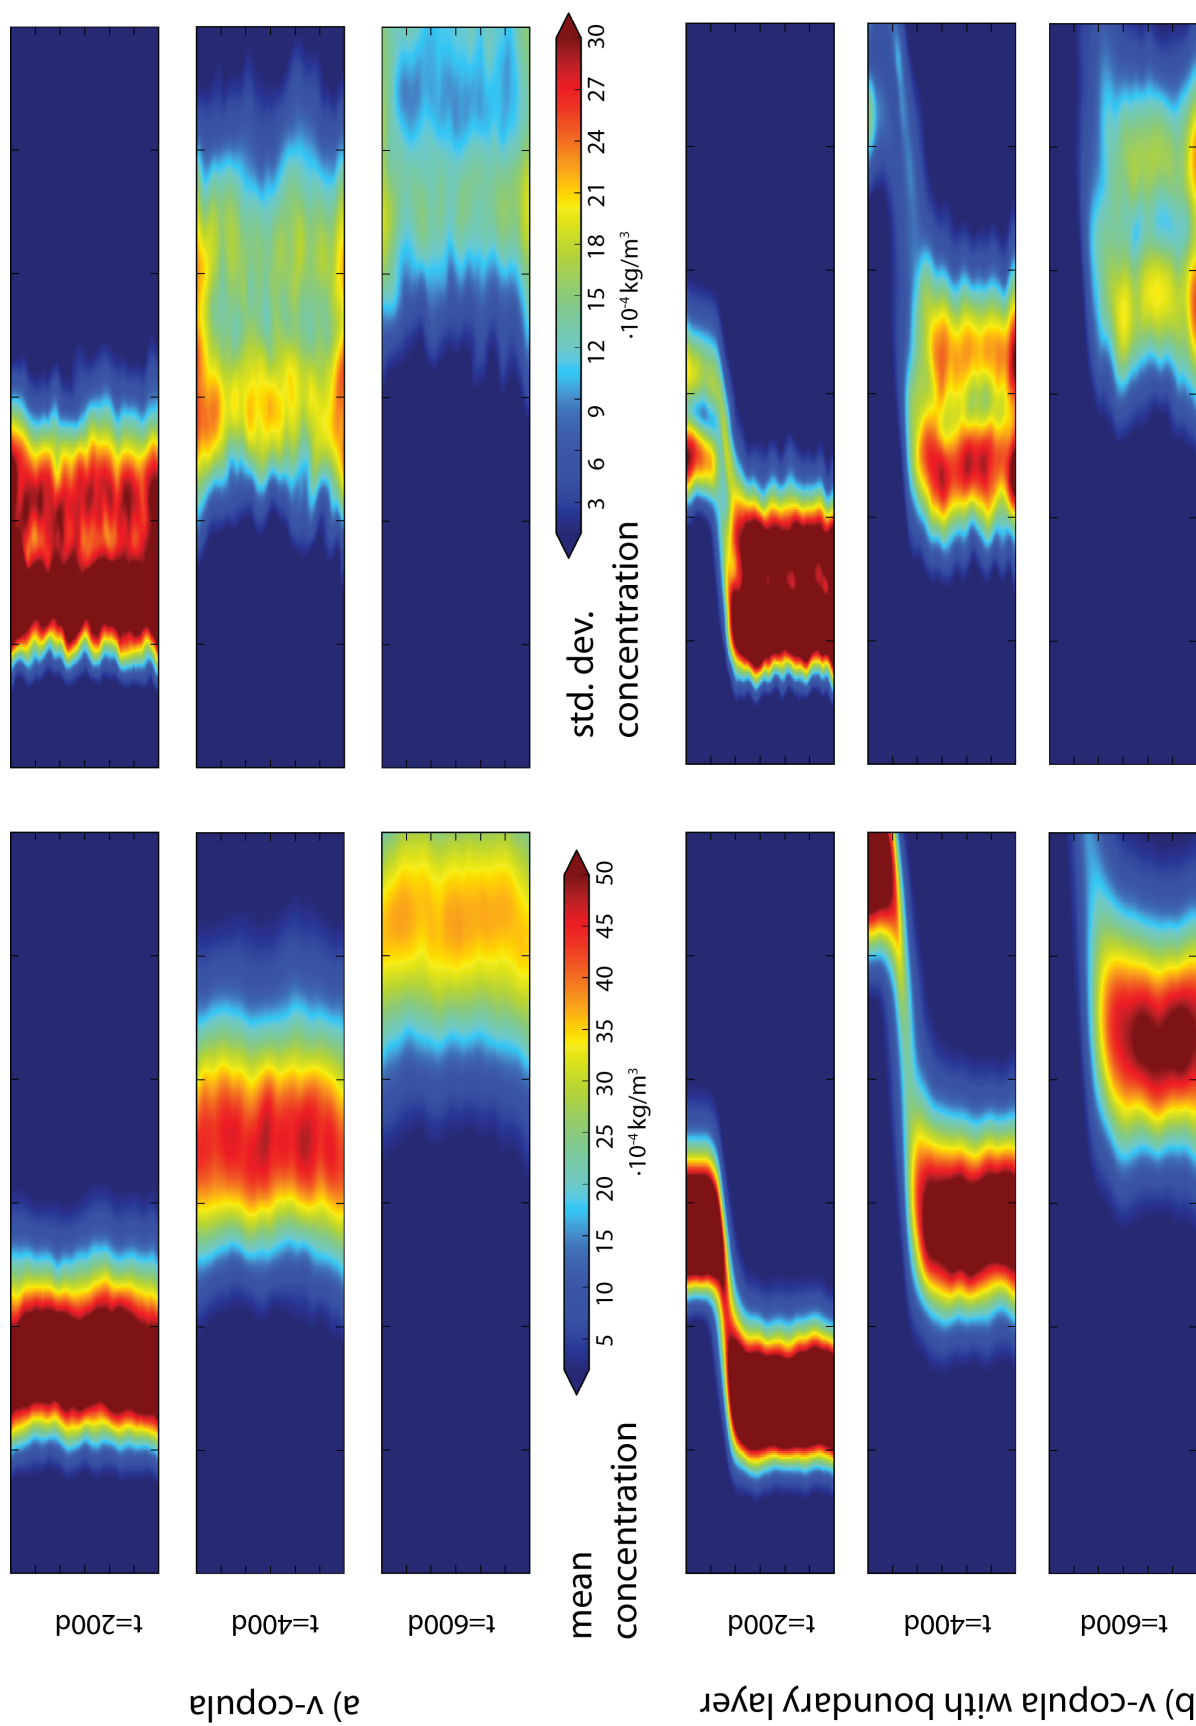 a) v-copula
t=200d
t=400d
t=600d
mean
concentration
5 10 15 20 25 30 35 40 45 50
·10⁻⁴ kg/m³
std. dev.
concentration
3 6 9 12 15 18 21 24 27 30
·10⁻⁴ kg/m³
b) v-copula with boundary layer
t=200d
t=400d
t=600d